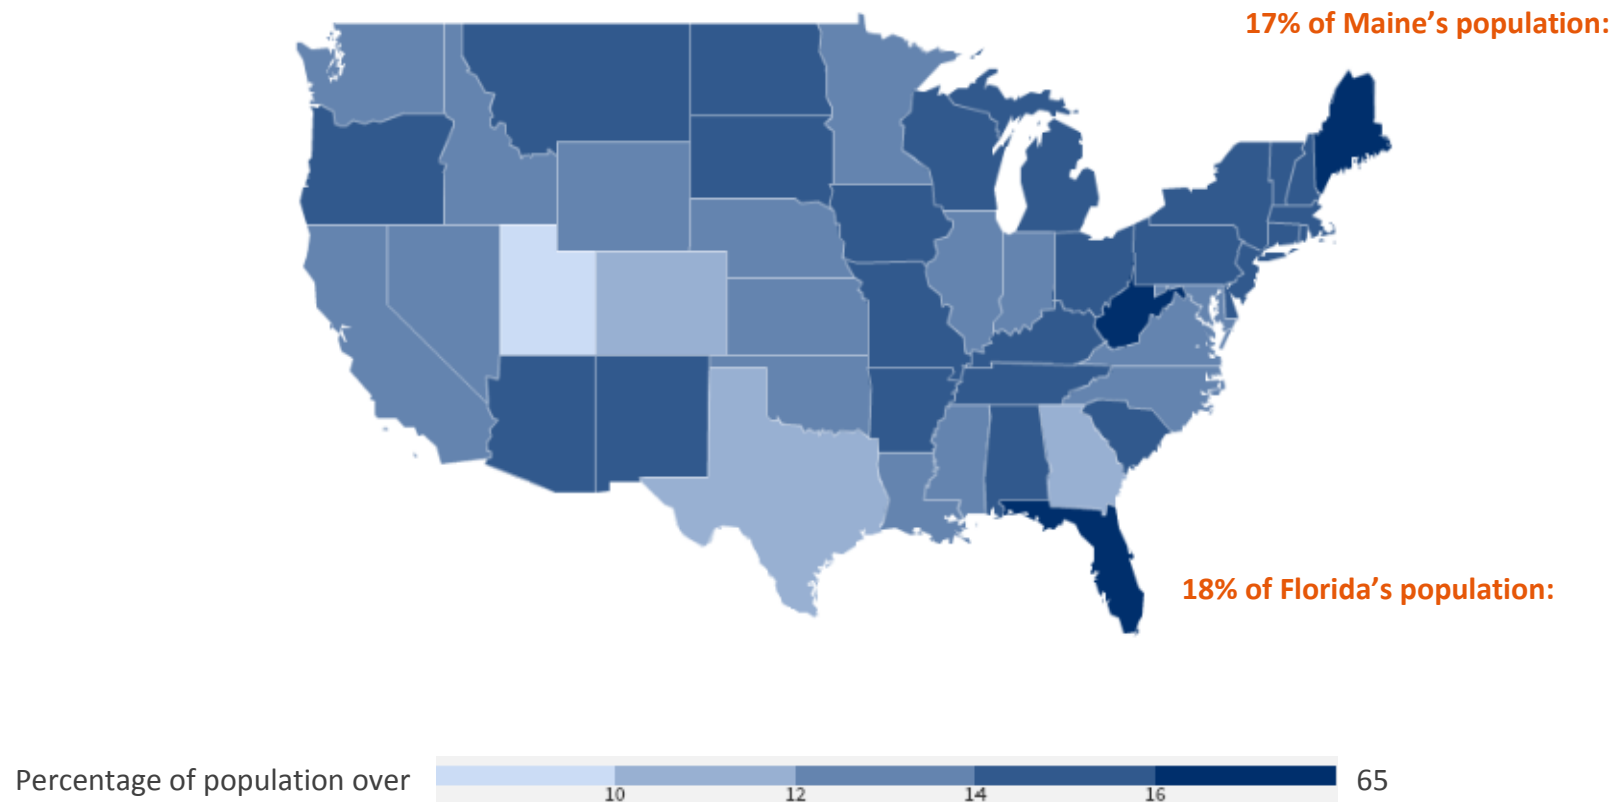 17% of Maine’s population:
18% of Florida’s population:
Percentage of population over 65
10 12 14 16